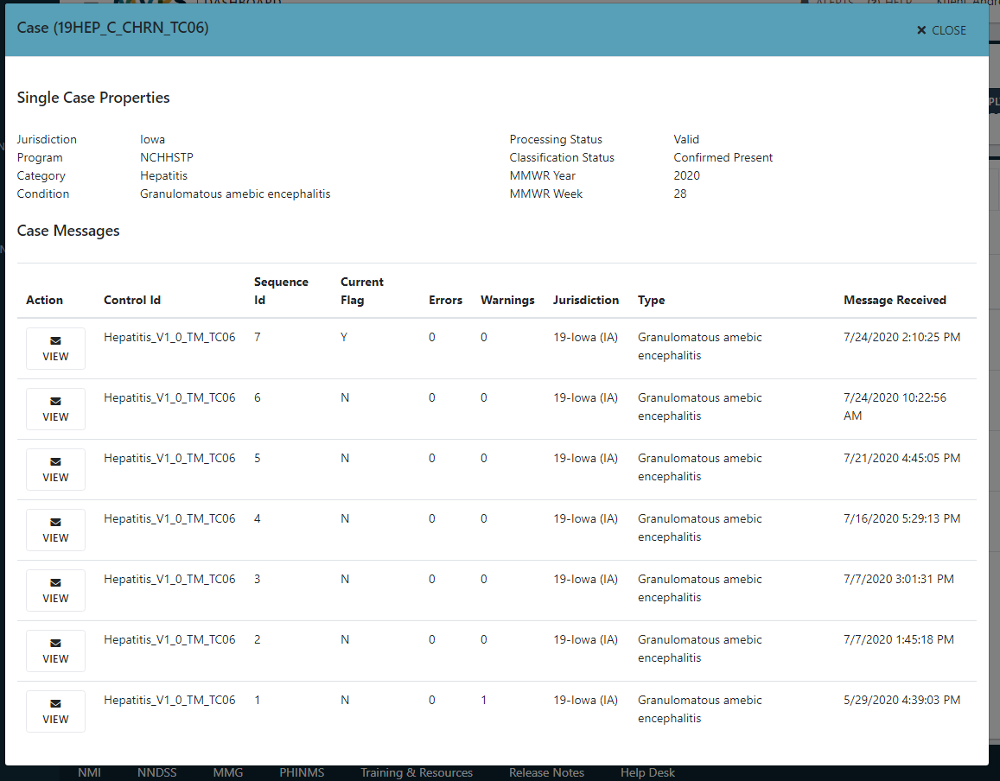 DASHBOARD
ALERTS
HELP
Case (19HEP_C_CHRN_TC06)
CLOSE
Single Case Properties
Jurisdiction Iowa Processing Status Valid
Program NCHHSTP Classification Status Confirmed Present
Category Hepatitis MMWR Year 2020
Condition Granulomatous amebic encephalitis MMWR Week 28
Case Messages
Action Control Id Sequence Id Current Flag Errors Warnings Jurisdiction Type Message Received
VIEW Hepatitis_V1_0_TM_TC06 7 Y 0 0 19-Iowa (IA) Granulomatous amebic encephalitis 7/24/2020 2:10:25 PM
VIEW Hepatitis_V1_0_TM_TC06 6 N 0 0 19-Iowa (IA) Granulomatous amebic encephalitis 7/24/2020 10:22:56 AM
VIEW Hepatitis_V1_0_TM_TC06 5 N 0 0 19-Iowa (IA) Granulomatous amebic encephalitis 7/21/2020 4:45:05 PM
VIEW Hepatitis_V1_0_TM_TC06 4 N 0 0 19-Iowa (IA) Granulomatous amebic encephalitis 7/16/2020 5:29:13 PM
VIEW Hepatitis_V1_0_TM_TC06 3 N 0 0 19-Iowa (IA) Granulomatous amebic encephalitis 7/7/2020 3:01:31 PM
VIEW Hepatitis_V1_0_TM_TC06 2 N 0 0 19-Iowa (IA) Granulomatous amebic encephalitis 7/7/2020 1:45:18 PM
VIEW Hepatitis_V1_0_TM_TC06 1 N 0 1 19-Iowa (IA) Granulomatous amebic encephalitis 5/29/2020 4:39:03 PM
NMI NNDSS MMG PHINMS Training & Resources Release Notes Help Desk